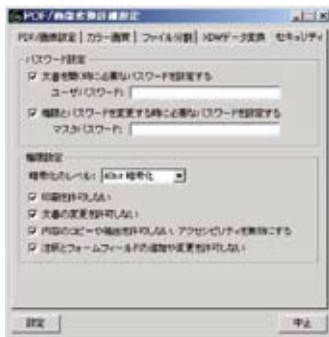 PDF/画像変換詳細設定
PDF/画像設定 カラー・画質 ファイル分割 XDWデータ変換 セキュリティ
パスワード設定
文書を開く時に必要なパスワードを設定する
ユーザパスワード:
権限とパスワードを変更する時に必要なパスワードを設定する
マスタパスワード:
権限設定
暗号化のレベル: 40bit 暗号化
印刷を許可しない
文書の変更を許可しない
内容のコピーや抽出を許可しない、アクセシビリティを無効にする
注釈とフォームフィールドの追加や変更を許可しない
設定 中止